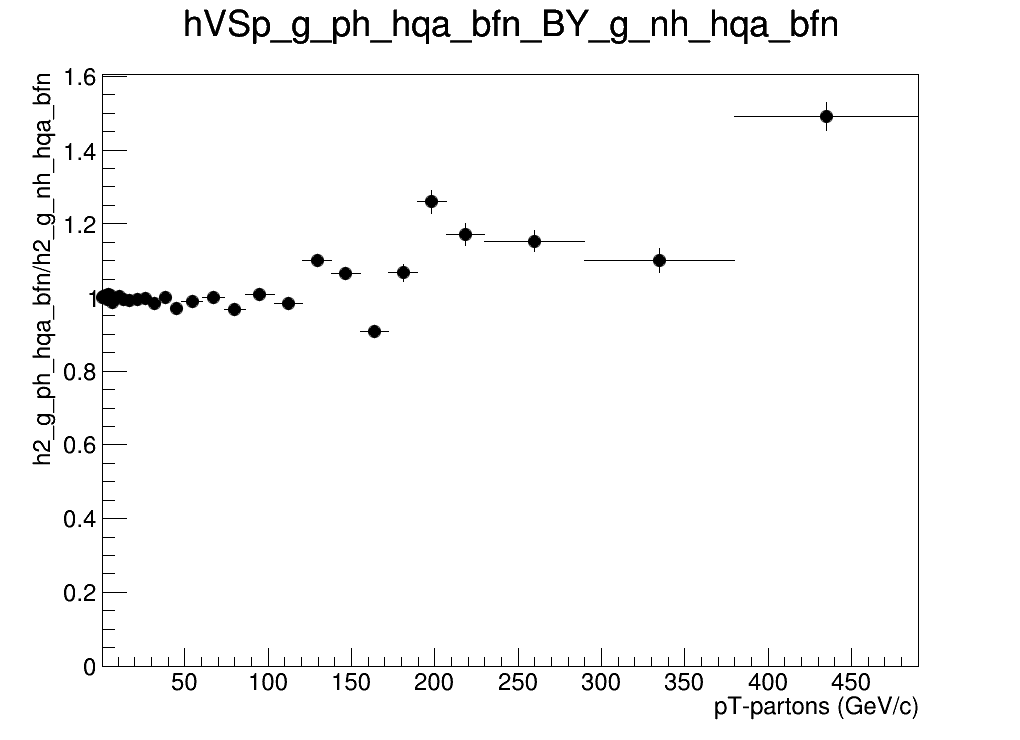 hVSp_g_ph_hqa_bfn_BY_g_nh_hqa_bfn
h2_g_ph_hqa_bfn/h2_g_nh_hqa_bfn
1.6
1.4
1.2
1
0.8
0.6
0.4
0.2
0
50 100 150 200 250 300 350 400 450
pT-partons (GeV/c)